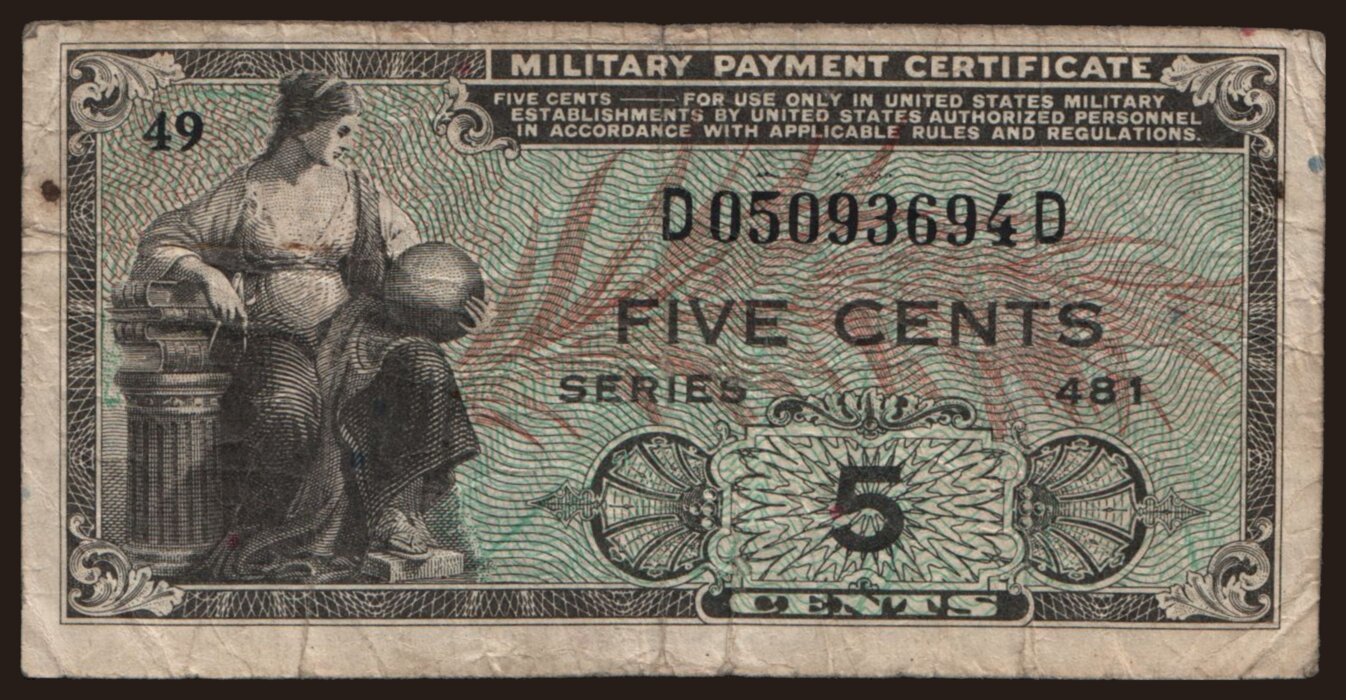 MILITARY PAYMENT CERTIFICATE
FIVE CENTS — FOR USE ONLY IN UNITED STATES MILITARY
ESTABLISHMENTS BY UNITED STATES AUTHORIZED PERSONNEL
IN ACCORDANCE WITH APPLICABLE RULES AND REGULATIONS.
49
D05093694D
FIVE CENTS
SERIES 481
5
CENTS